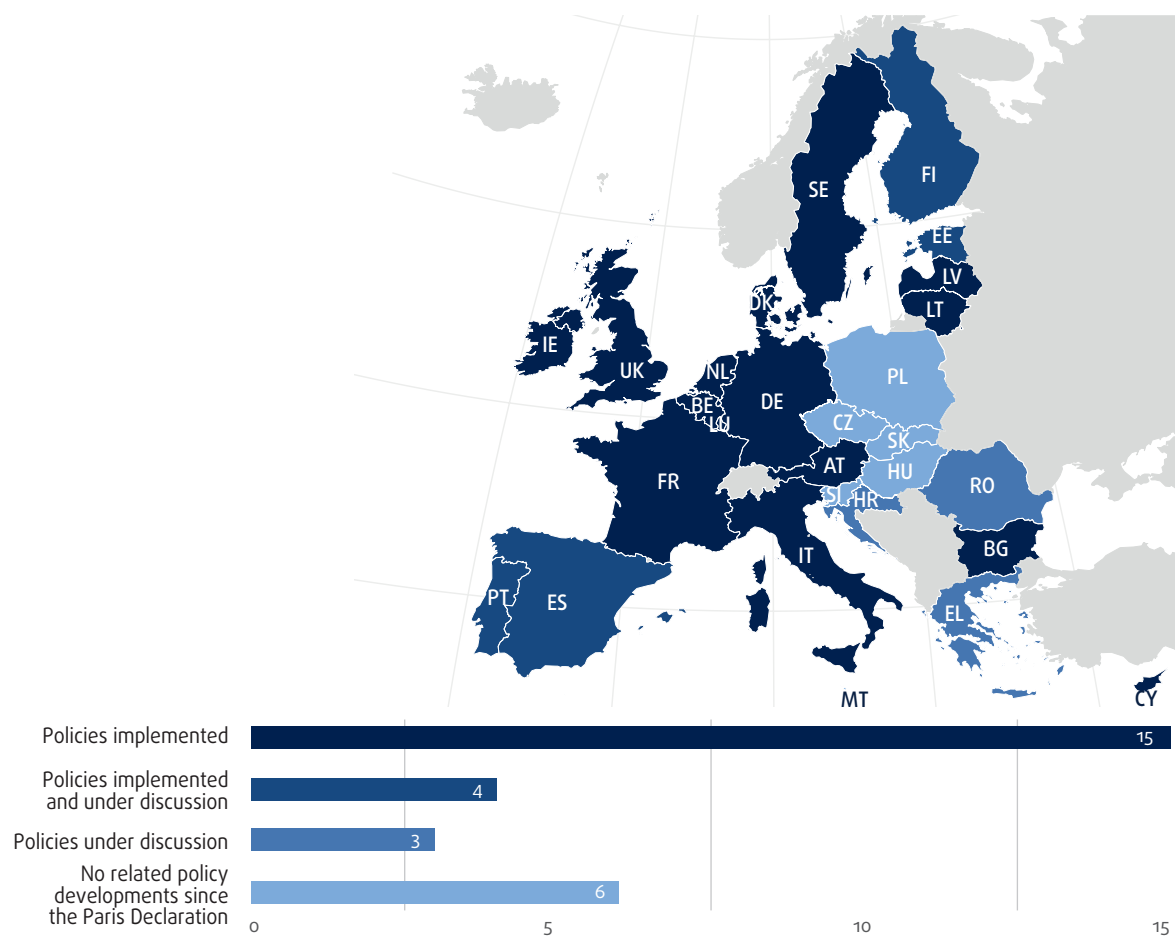 FI
SE
EE
LV
DK
LT
IE
UK
NL
PL
BE
DE
LU
CZ
SK
AT
HU
FR
RO
SI
HR
BG
IT
PT
ES
EL
MT
CY
Policies implemented
15
Policies implemented
and under discussion
4
Policies under discussion
3
No related policy
developments since
the Paris Declaration
6
0
5
10
15